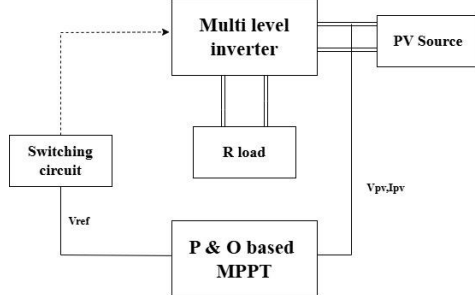 Multi level
inverter
PV Source
Switching
circuit
R load
Vpv,Ipv
Vref
P & O based
MPPT